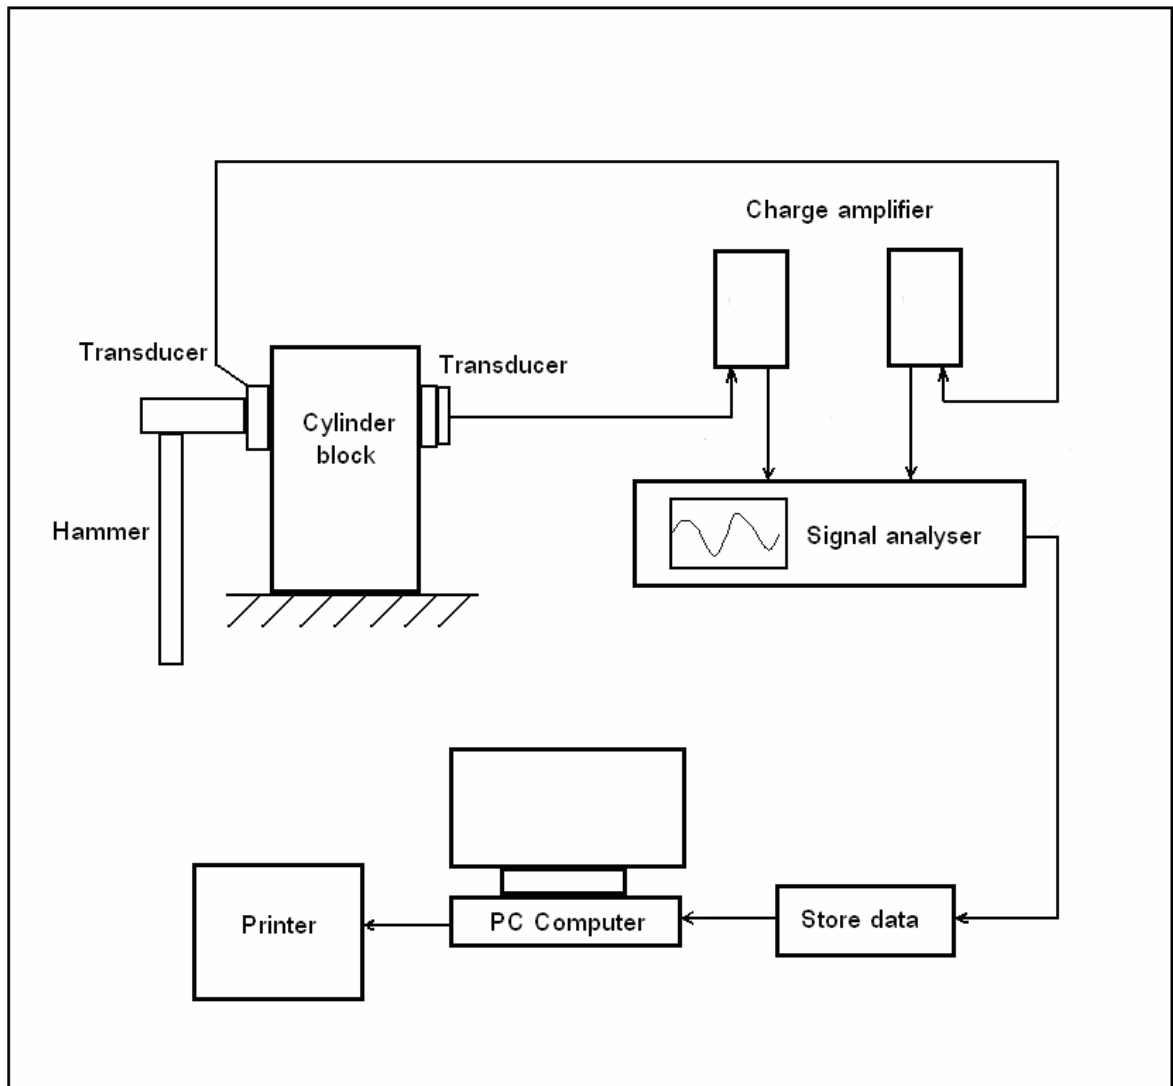 Charge amplifier
Transducer
Transducer
Cylinder
block
Hammer
Signal analyser
Printer
PC Computer
Store data